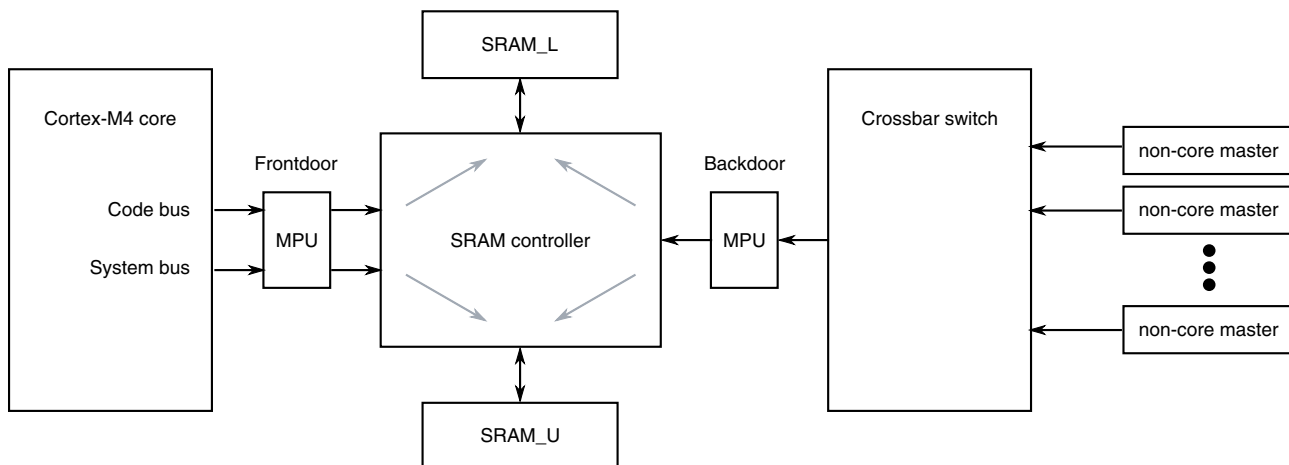 SRAM_L
Cortex-M4 core
Crossbar switch
non-core master
Frontdoor
Backdoor
non-core master
Code bus
MPU
SRAM controller
MPU
System bus
non-core master
SRAM_U